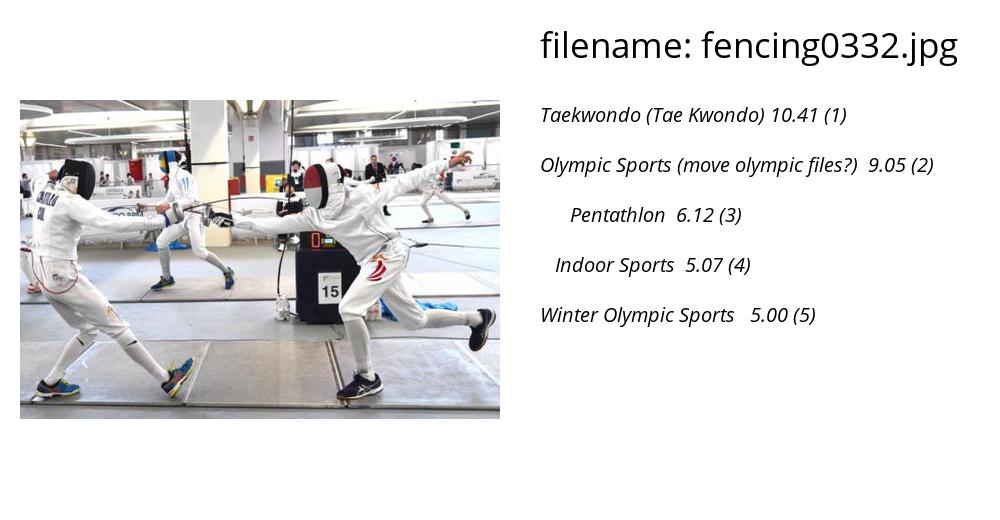 filename: fencing0332.jpg
Taekwondo (Tae Kwondo) 10.41 (1)
Olympic Sports (move olympic files?) 9.05 (2)
Pentathlon 6.12 (3)
Indoor Sports 5.07 (4)
Winter Olympic Sports 5.00 (5)
15